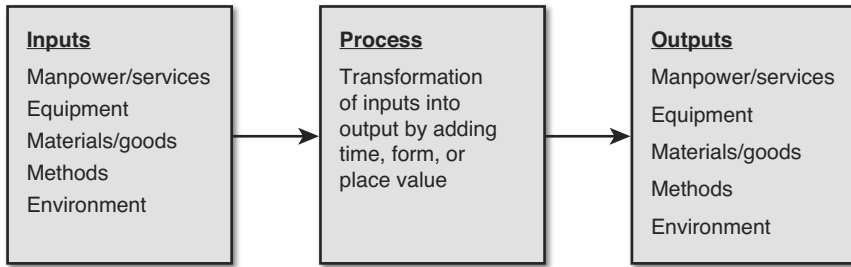 Inputs
Manpower/services
Equipment
Materials/goods
Methods
Environment
Process
Transformation
of inputs into
output by adding
time, form, or
place value
Outputs
Manpower/services
Equipment
Materials/goods
Methods
Environment